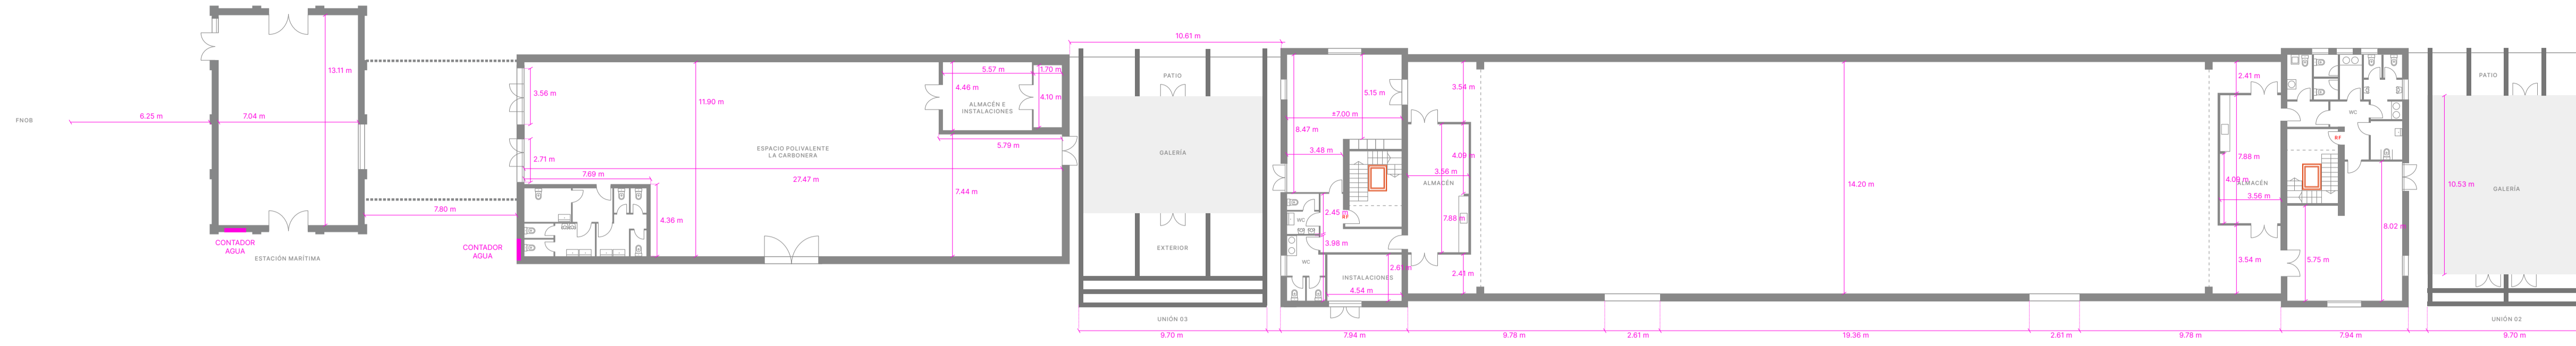 FNOB
6.25 m
7.04 m
13.11 m
CONTADOR
AGUA
ESTACIÓN MARÍTIMA
7.80 m
CONTADOR
AGUA
3.56 m
2.71 m
7.69 m
4.36 m
11.90 m
ESPACIO POLIVALENTE
LA CARBONERA
27.47 m
5.57 m
1.70 m
4.46 m
4.10 m
ALMACÉN E
INSTALACIONES
5.79 m
7.44 m
10.61 m
PATIO
GALERÍA
EXTERIOR
UNIÓN 03
9.70 m
5.15 m
±7.00 m
8.47 m
3.48 m
2.45 m
RF
WC
3.98 m
WC
INSTALACIONES
2.61 m
4.54 m
7.94 m
3.54 m
4.09 m
3.56 m
ALMACÉN
7.88 m
2.41 m
9.78 m
2.61 m
14.20 m
19.36 m
2.61 m
9.78 m
2.41 m
7.88 m
4.09 m
ALMACÉN
3.56 m
3.54 m
WC
RF
5.75 m
8.02 m
7.94 m
PATIO
10.53 m
GALERÍA
UNIÓN 02
9.70 m